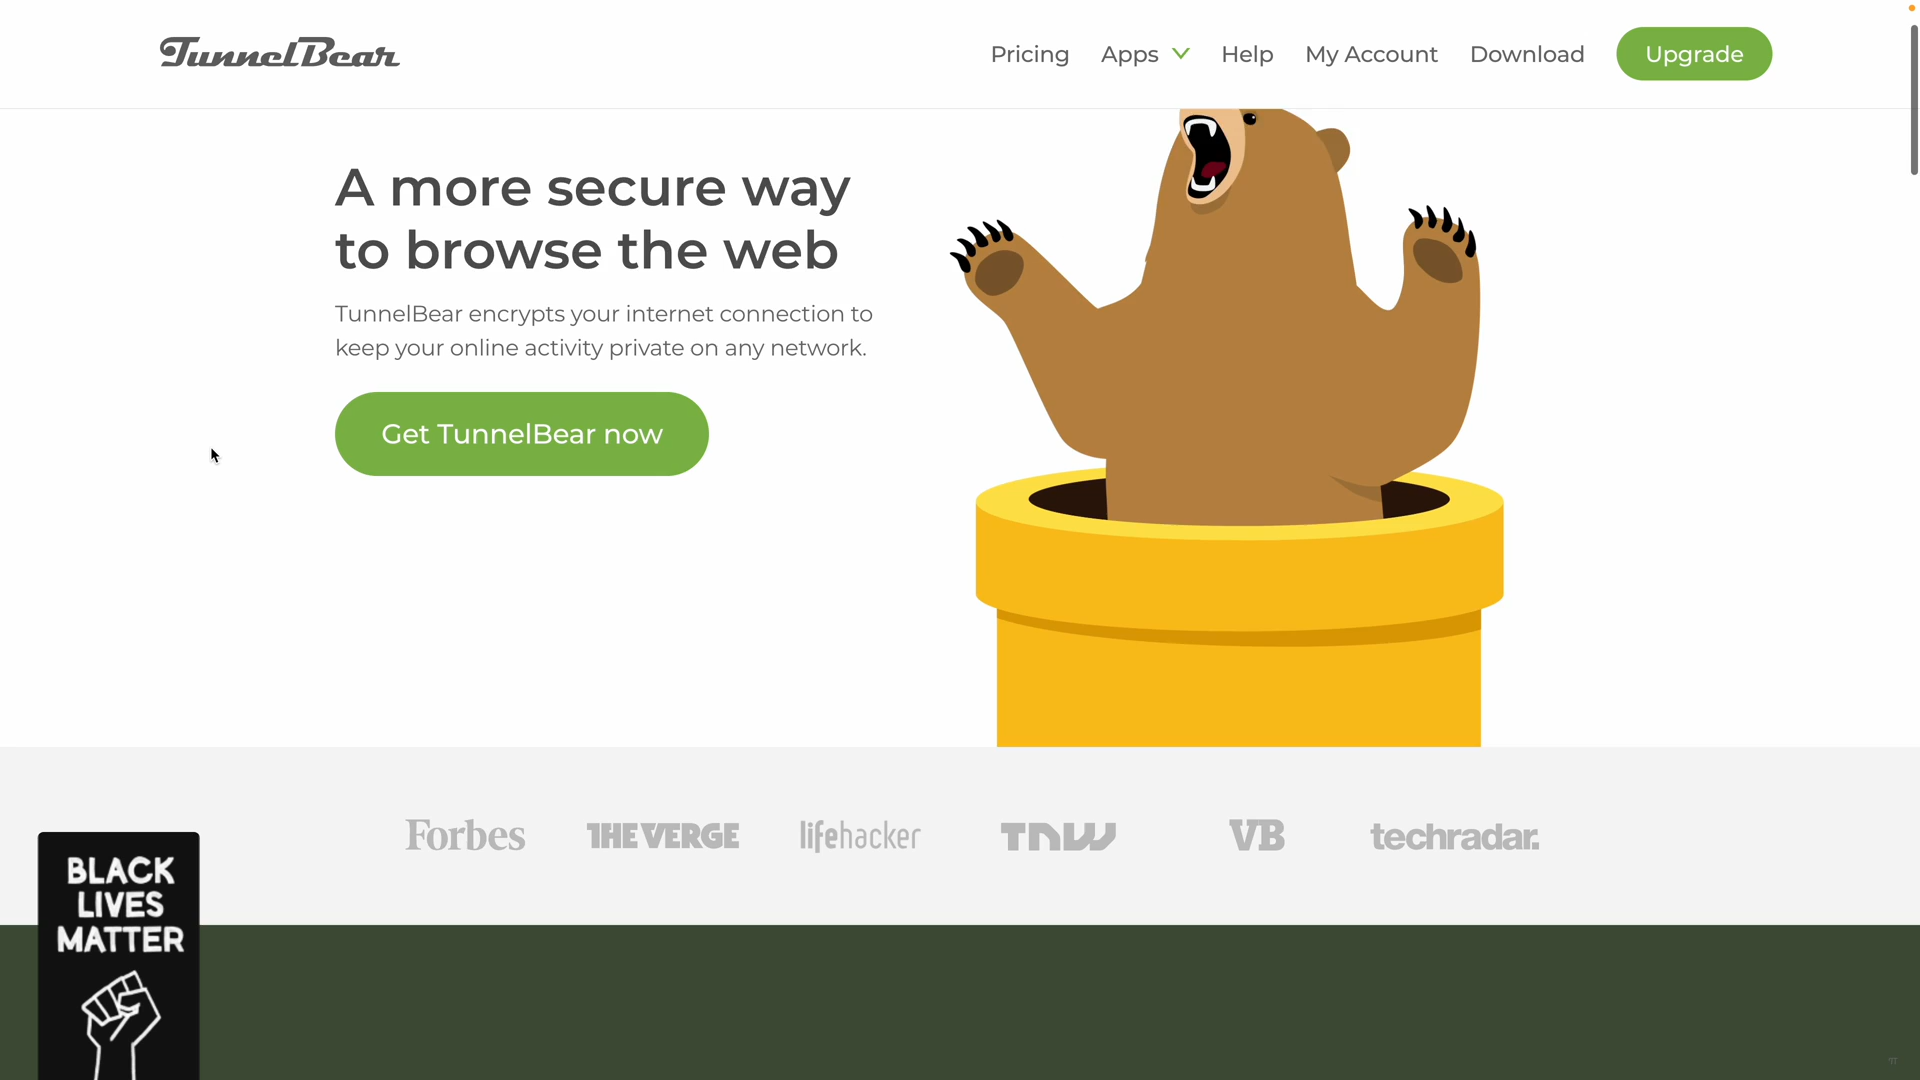 TunnelBear
Pricing
Apps
Help
My Account
Download
Upgrade
A more secure way
to browse the web
TunnelBear encrypts your internet connection to
keep your online activity private on any network.
Get TunnelBear now
Forbes
THE VERGE
lifehacker
TNW
VB
techradar.
BLACK
LIVES
MATTER
π